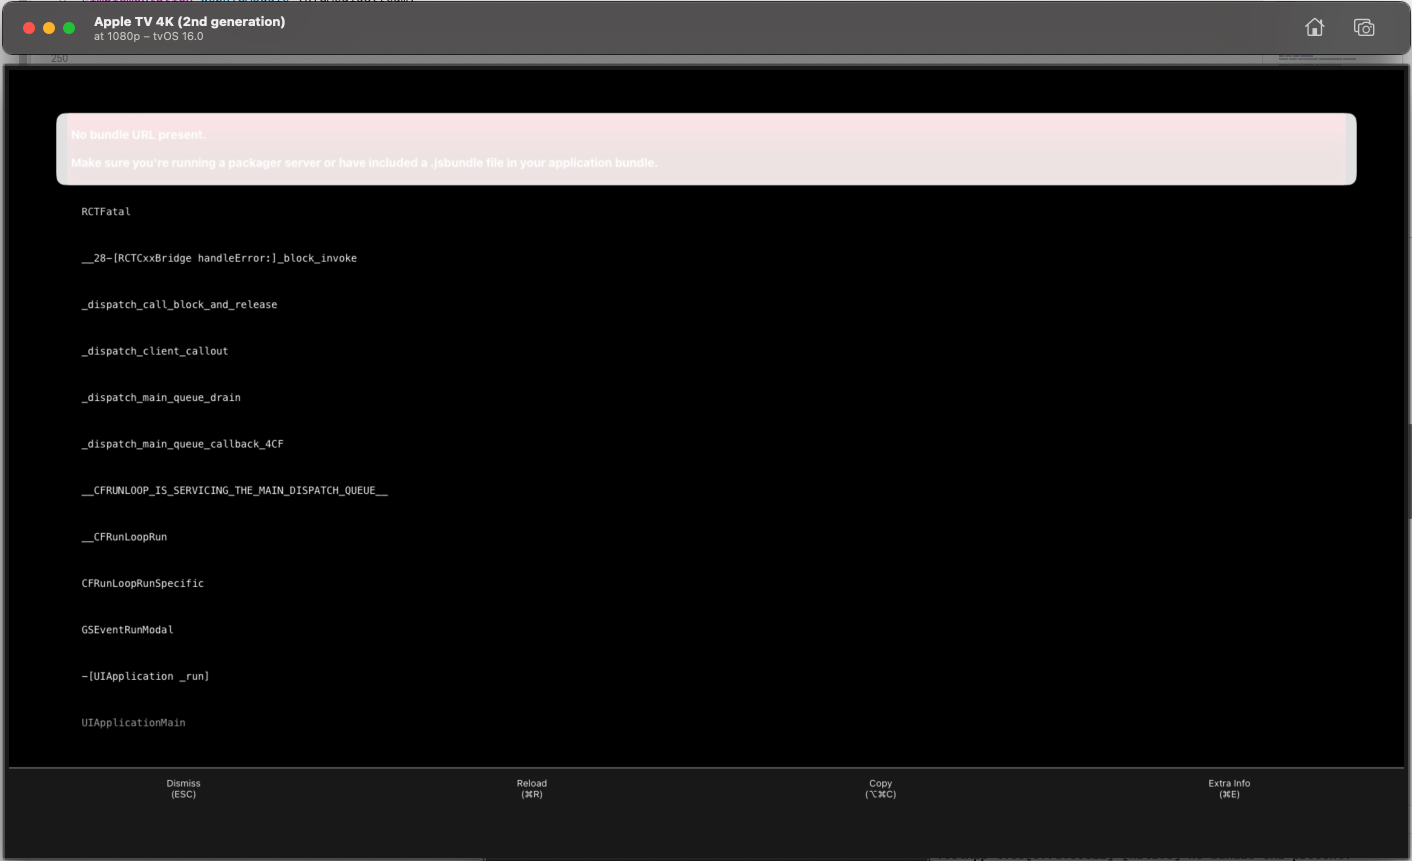 Apple TV 4K (2nd generation)
at 1080p – tvOS 16.0
250
No bundle URL present.
Make sure you're running a packager server or have included a .jsbundle file in your application bundle.
RCTFatal
__28-[RCTCxxBridge handleError:]_block_invoke
_dispatch_call_block_and_release
_dispatch_client_callout
_dispatch_main_queue_drain
_dispatch_main_queue_callback_4CF
__CFRUNLOOP_IS_SERVICING_THE_MAIN_DISPATCH_QUEUE__
__CFRunLoopRun
CFRunLoopRunSpecific
GSEventRunModal
-[UIApplication _run]
UIApplicationMain
Dismiss
(ESC)
Reload
(⌘R)
Copy
(⌥⌘C)
Extra Info
(⌘E)